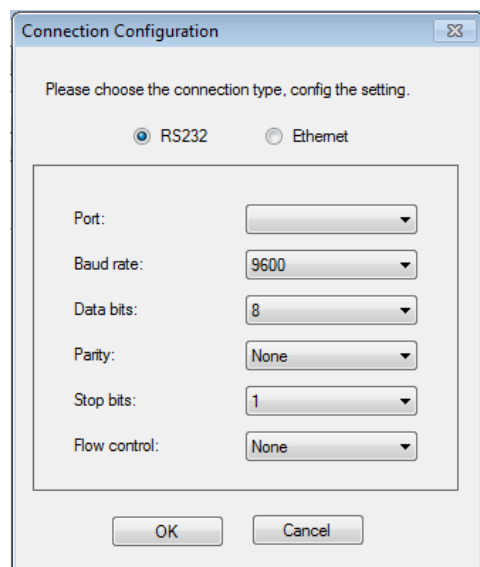 Connection Configuration
Please choose the connection type, config the setting.
RS232 Ethernet
Port:
Baud rate: 9600
Data bits: 8
Parity: None
Stop bits: 1
Flow control: None
OK Cancel